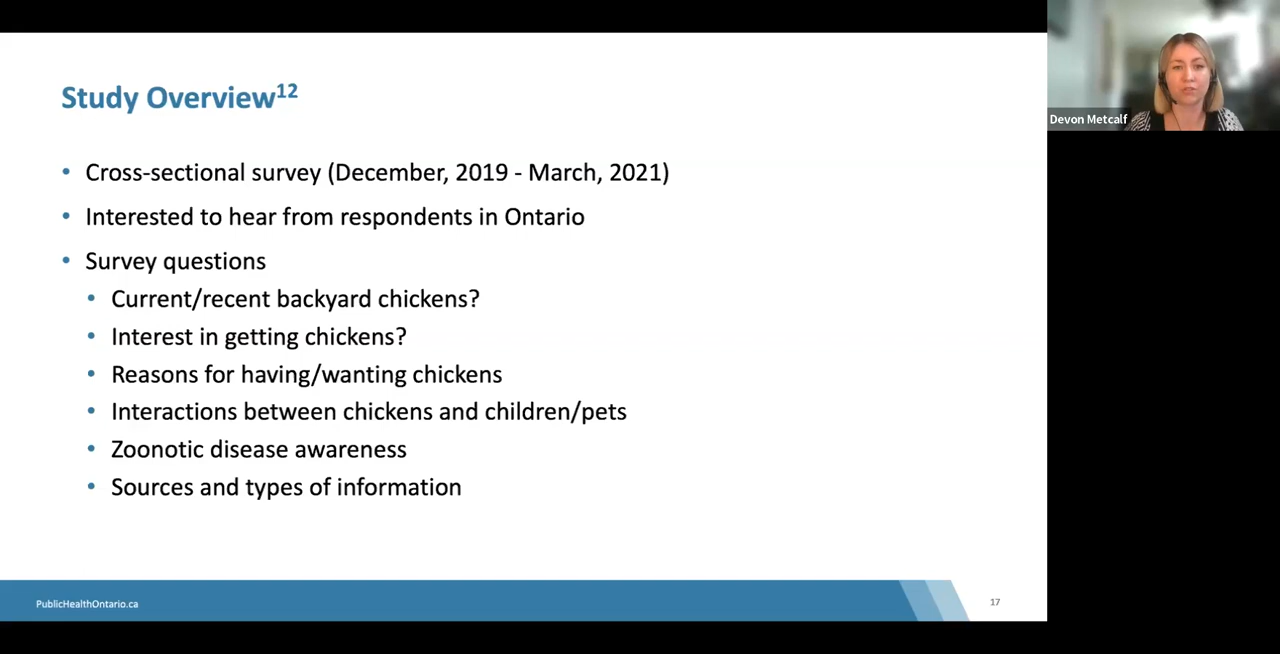 Study Overview12
• Cross-sectional survey (December, 2019 - March, 2021)
• Interested to hear from respondents in Ontario
• Survey questions
• Current/recent backyard chickens?
• Interest in getting chickens?
• Reasons for having/wanting chickens
• Interactions between chickens and children/pets
• Zoonotic disease awareness
• Sources and types of information
PublicHealthOntario.ca
17
Devon Metcalf